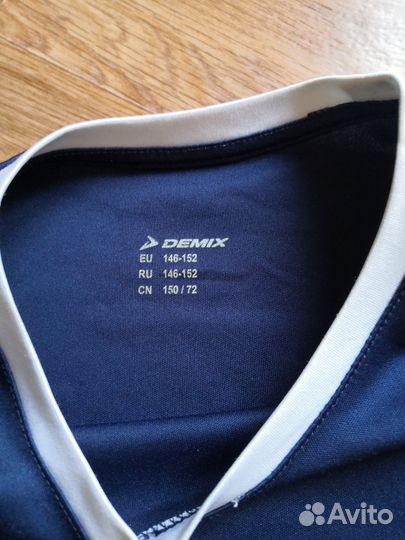 DEMIX
EU 146-152
RU 146-152
CN 150 / 72
Avito